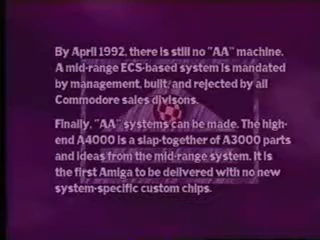 By April 1992, there is still no "AA" machine.
A mid-range ECS-based system is mandated
by management, built, and rejected by all
Commodore sales divisons.
Finally, "AA" systems can be made. The high-
end A4000 is a slap-together of A3000 parts
and ideas from the mid-range system. It is
the first Amiga to be delivered with no new
system-specific custom chips.